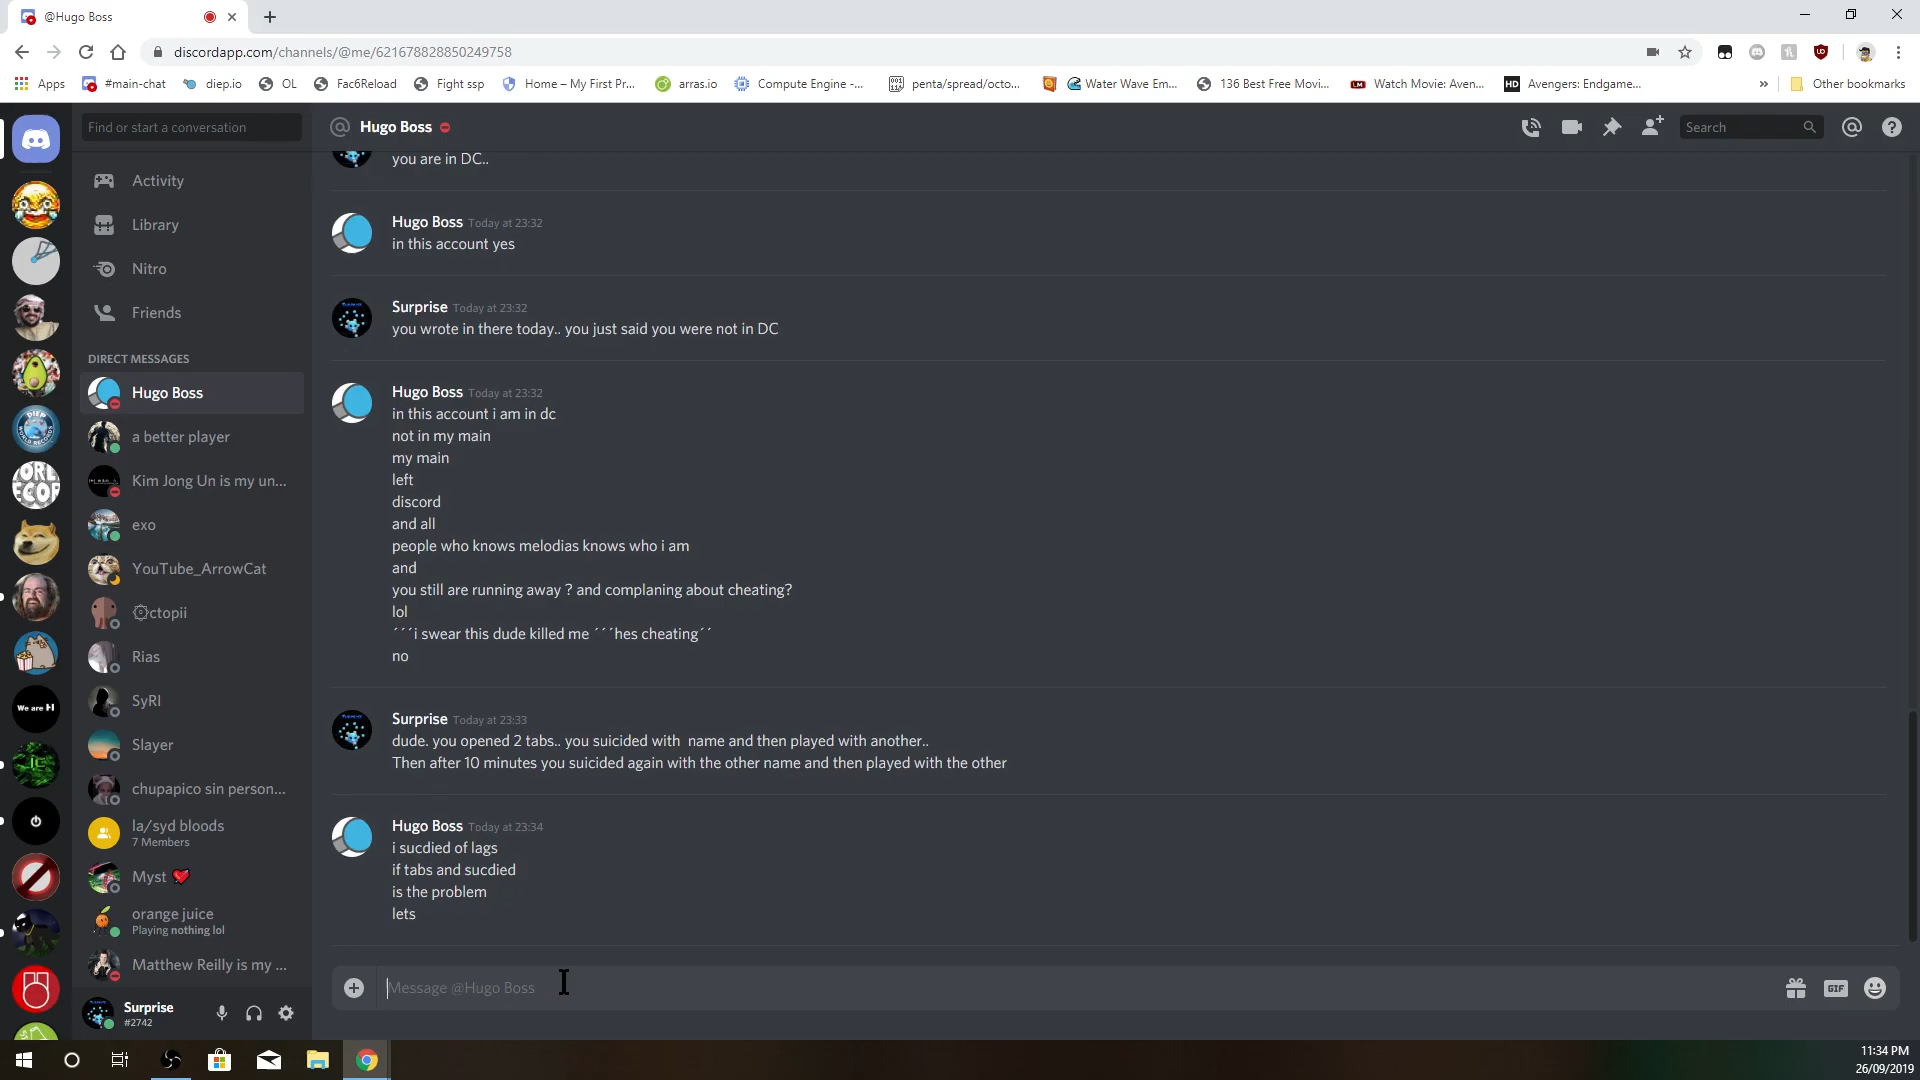 @Hugo Boss
discordapp.com/channels/@me/621678828850249758
Apps
#main-chat
diep.io
OL
Fac6Reload
Fight ssp
Home – My First Pr...
arras.io
Compute Engine -...
penta/spread/octo...
Water Wave Em...
136 Best Free Movi...
Watch Movie: Aven...
HD
Avengers: Endgame...
»
Other bookmarks
Find or start a conversation
Activity
Library
Nitro
Friends
DIRECT MESSAGES
Hugo Boss
a better player
Kim Jong Un is my un...
exo
YouTube_ArrowCat
ctopii
Rias
SyRI
Slayer
chupapico sin person...
la/syd bloods
7 Members
Myst
orange juice
Playing nothing lol
Matthew Reilly is my ...
Surprise
#2742
We are H
@ Hugo Boss
Search
you are in DC..
Hugo Boss Today at 23:32
in this account yes
Surprise Today at 23:32
you wrote in there today.. you just said you were not in DC
Hugo Boss Today at 23:32
in this account i am in dc
not in my main
my main
left
discord
and all
people who knows melodias knows who i am
and
you still are running away ? and complaning about cheating?
lol
´´´i swear this dude killed me ´´´hes cheating´´
no
Surprise Today at 23:33
dude. you opened 2 tabs.. you suicided with  name and then played with another..
Then after 10 minutes you suicided again with the other name and then played with the other
Hugo Boss Today at 23:34
i sucdied of lags
if tabs and sucdied
is the problem
lets
Message @Hugo Boss
GIF
11:34 PM
26/09/2019